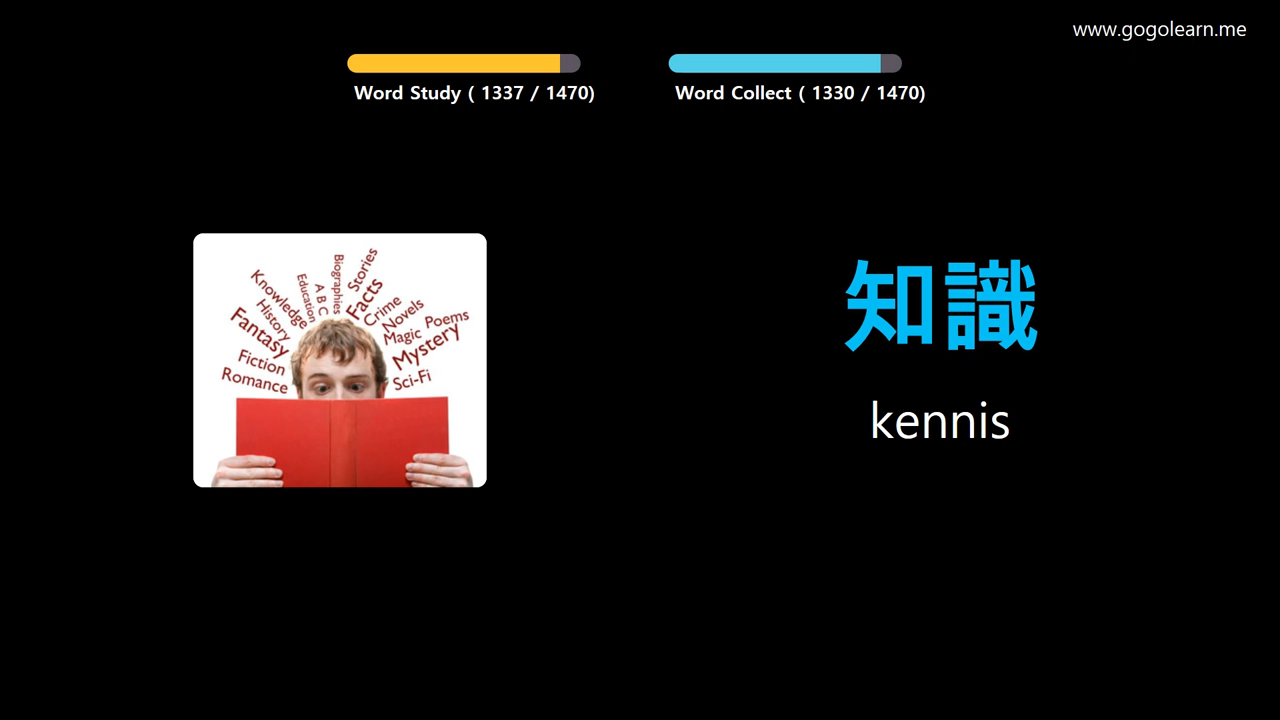 www.gogolearn.me
Word Study ( 1337 / 1470)
Word Collect ( 1330 / 1470)
Knowledge
History
Fantasy
Fiction
Romance
Education
A B C
Biographies
Stories
Facts
Crime
Novels
Magic
Poems
Mystery
Sci-Fi
知識
kennis